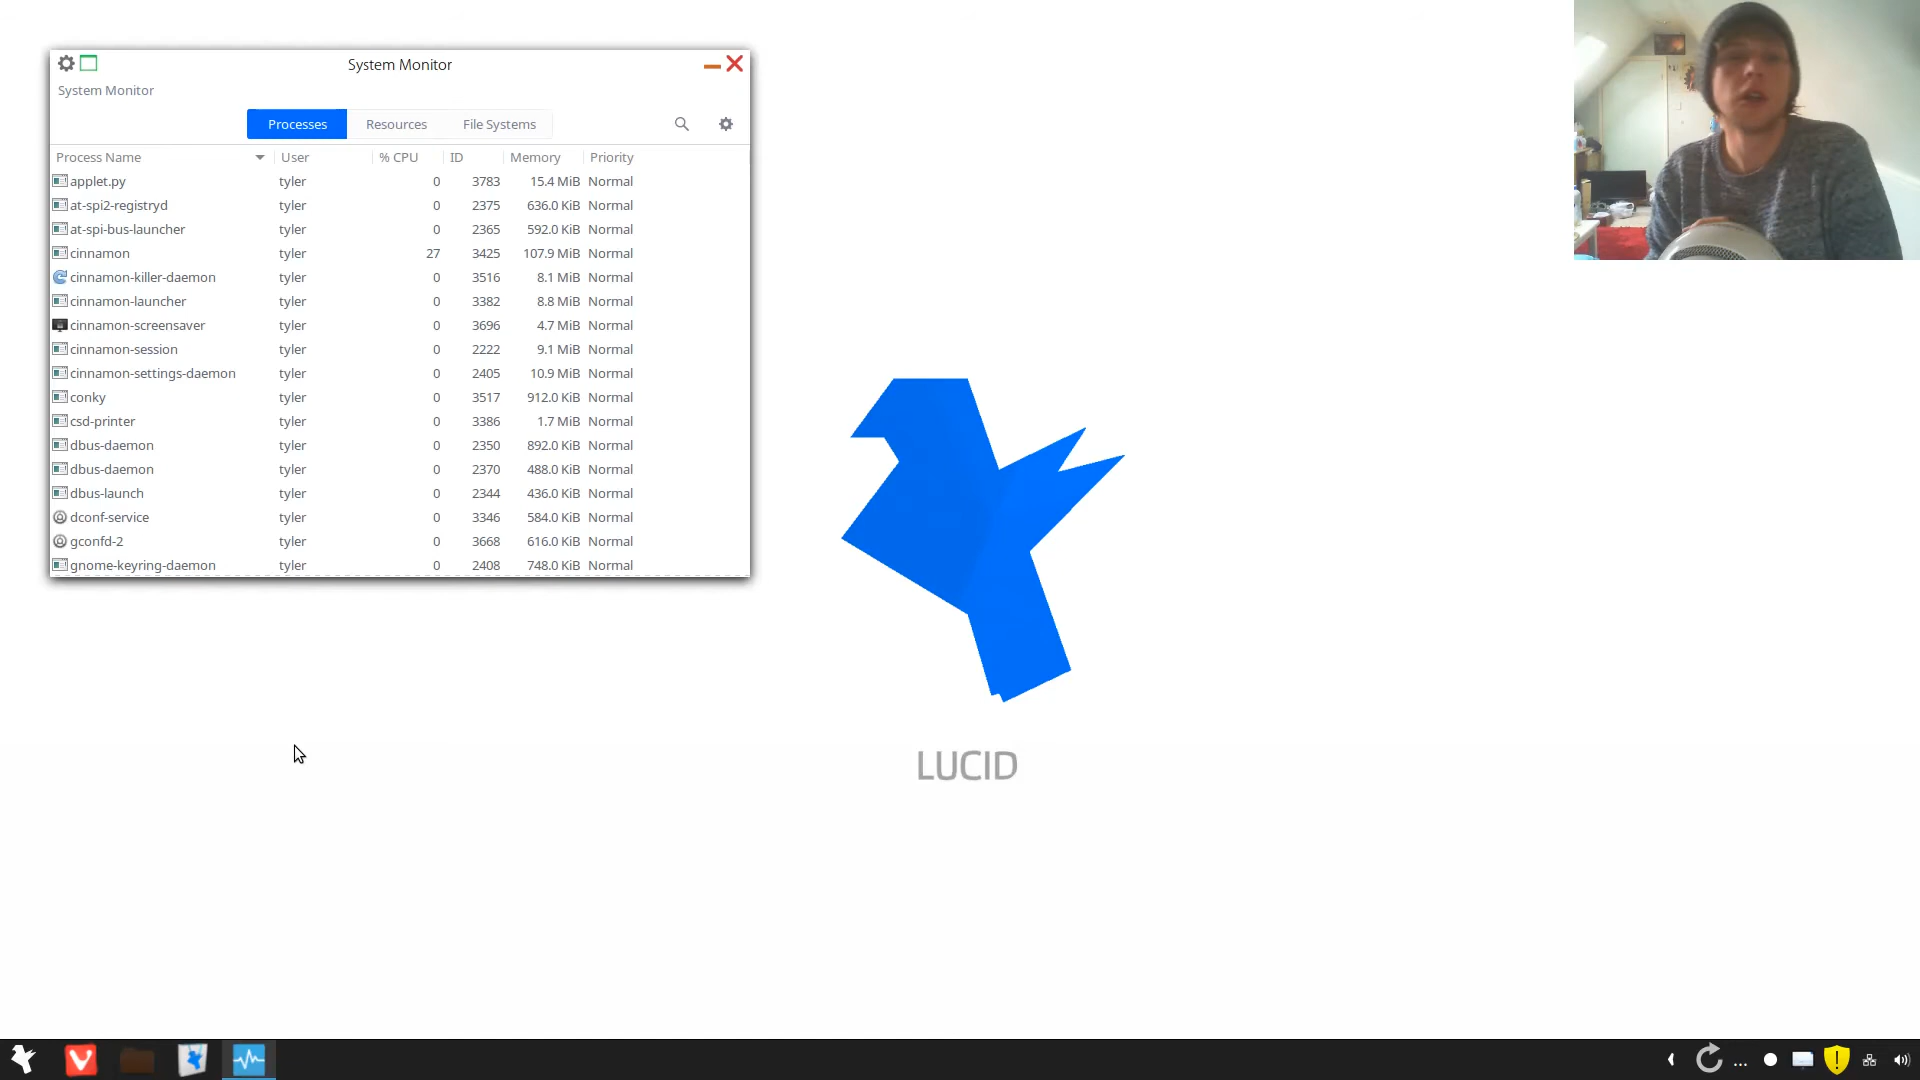 System Monitor
System Monitor
Processes Resources File Systems
Process Name User % CPU ID Memory Priority
applet.py tyler 0 3783 15.4 MiB Normal
at-spi2-registryd tyler 0 2375 636.0 KiB Normal
at-spi-bus-launcher tyler 0 2365 592.0 KiB Normal
cinnamon tyler 27 3425 107.9 MiB Normal
cinnamon-killer-daemon tyler 0 3516 8.1 MiB Normal
cinnamon-launcher tyler 0 3382 8.8 MiB Normal
cinnamon-screensaver tyler 0 3696 4.7 MiB Normal
cinnamon-session tyler 0 2222 9.1 MiB Normal
cinnamon-settings-daemon tyler 0 2405 10.9 MiB Normal
conky tyler 0 3517 912.0 KiB Normal
csd-printer tyler 0 3386 1.7 MiB Normal
dbus-daemon tyler 0 2350 892.0 KiB Normal
dbus-daemon tyler 0 2370 488.0 KiB Normal
dbus-launch tyler 0 2344 436.0 KiB Normal
dconf-service tyler 0 3346 584.0 KiB Normal
gconfd-2 tyler 0 3668 616.0 KiB Normal
gnome-keyring-daemon tyler 0 2408 748.0 KiB Normal
LUCID